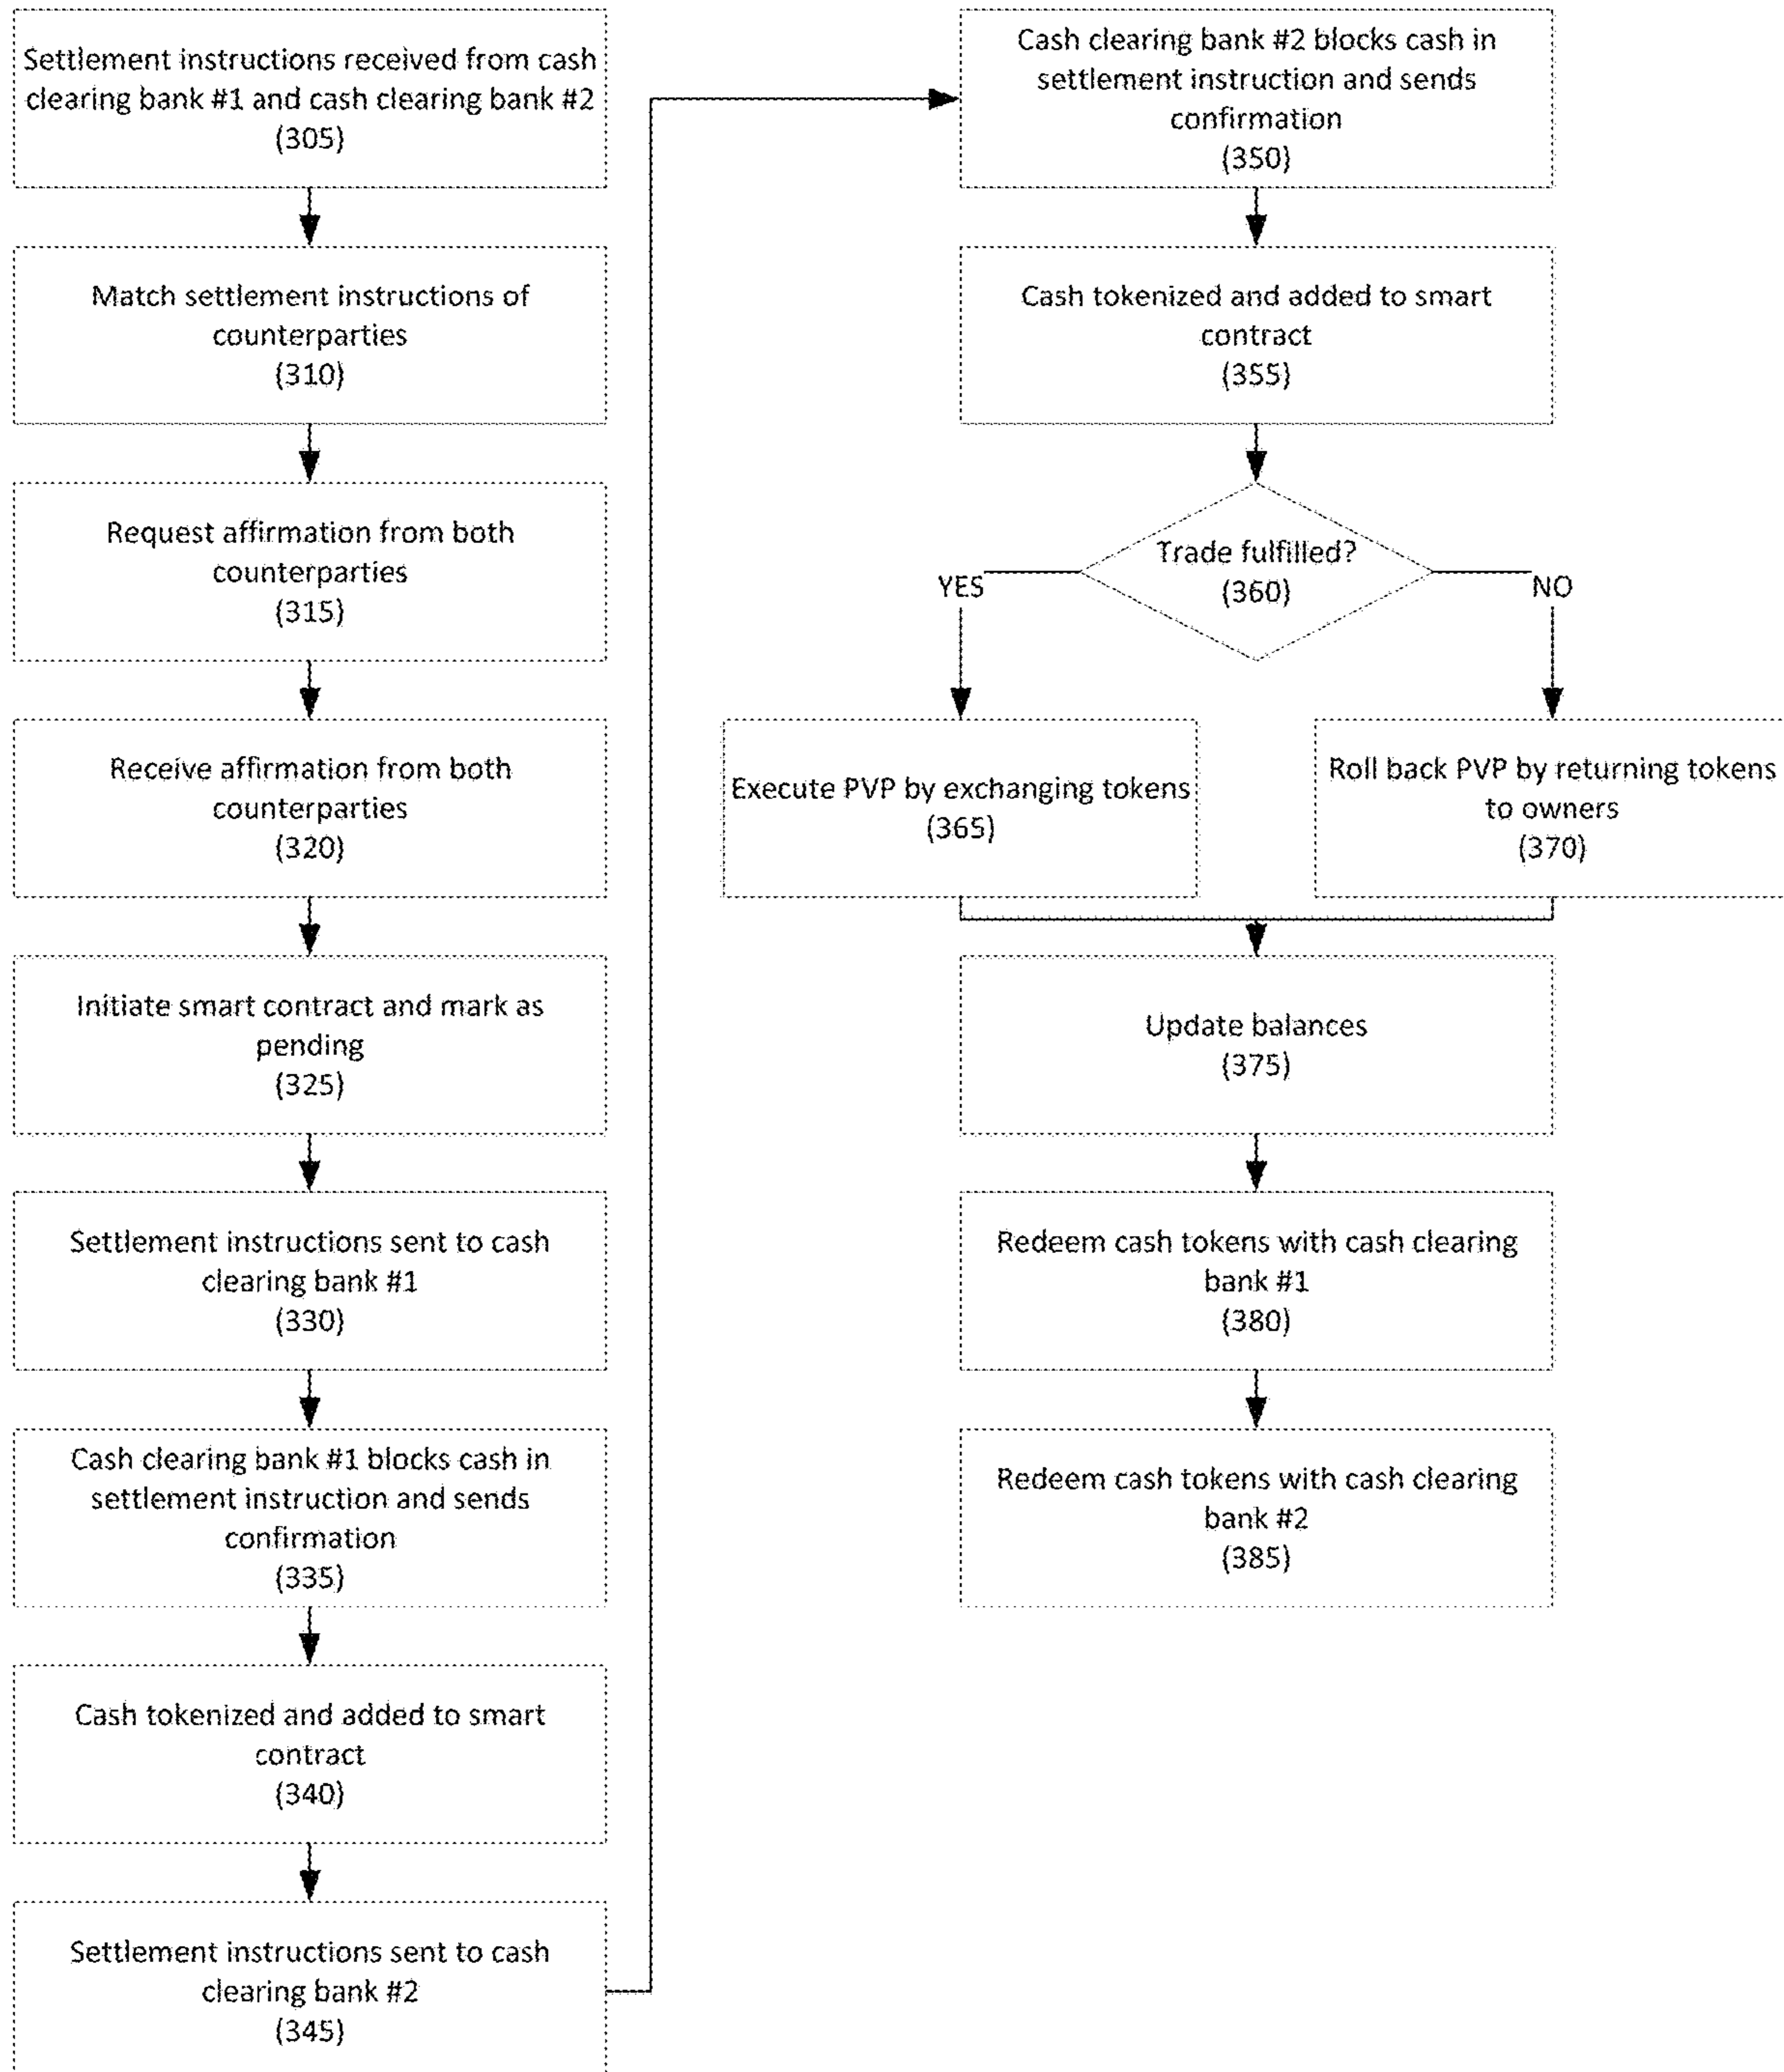 Settlement instructions received from cash
clearing bank #1 and cash clearing bank #2
(305)
Match settlement instructions of
counterparties
(310)
Request affirmation from both
counterparties
(315)
Receive affirmation from both
counterparties
(320)
Initiate smart contract and mark as
pending
(325)
Settlement instructions sent to cash
clearing bank #1
(330)
Cash clearing bank #1 blocks cash in
settlement instruction and sends
confirmation
(335)
Cash tokenized and added to smart
contract
(340)
Settlement instructions sent to cash
clearing bank #2
(345)
Cash clearing bank #2 blocks cash in
settlement instruction and sends
confirmation
(350)
Cash tokenized and added to smart
contract
(355)
Trade fulfilled?
(360)
YES
NO
Execute PVP by exchanging tokens
(365)
Roll back PVP by returning tokens
to owners
(370)
Update balances
(375)
Redeem cash tokens with cash clearing
bank #1
(380)
Redeem cash tokens with cash clearing
bank #2
(385)